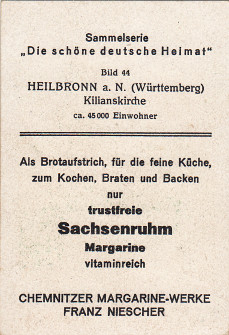 Sammelserie
„Die schöne deutsche Heimat"
Bild 44
HEILBRONN a. N. (Württemberg)
Kilianskirche
ca. 45000 Einwohner
Als Brotaufstrich, für die feine Küche,
zum Kochen, Braten und Backen
nur
trustfreie
Sachsenruhm
Margarine
vitaminreich
CHEMNITZER MARGARINE-WERKE
FRANZ NIESCHER